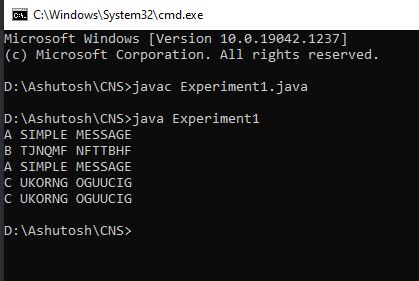 C:\Windows\System32\cmd.exe
Microsoft Windows [Version 10.0.19042.1237]
(c) Microsoft Corporation. All rights reserved.
D:\Ashutosh\CNS>javac Experiment1.java
D:\Ashutosh\CNS>java Experiment1
A SIMPLE MESSAGE
B TJNQMF NFTTBHF
A SIMPLE MESSAGE
C UKORNG OGUUCIG
C UKORNG OGUUCIG
D:\Ashutosh\CNS>